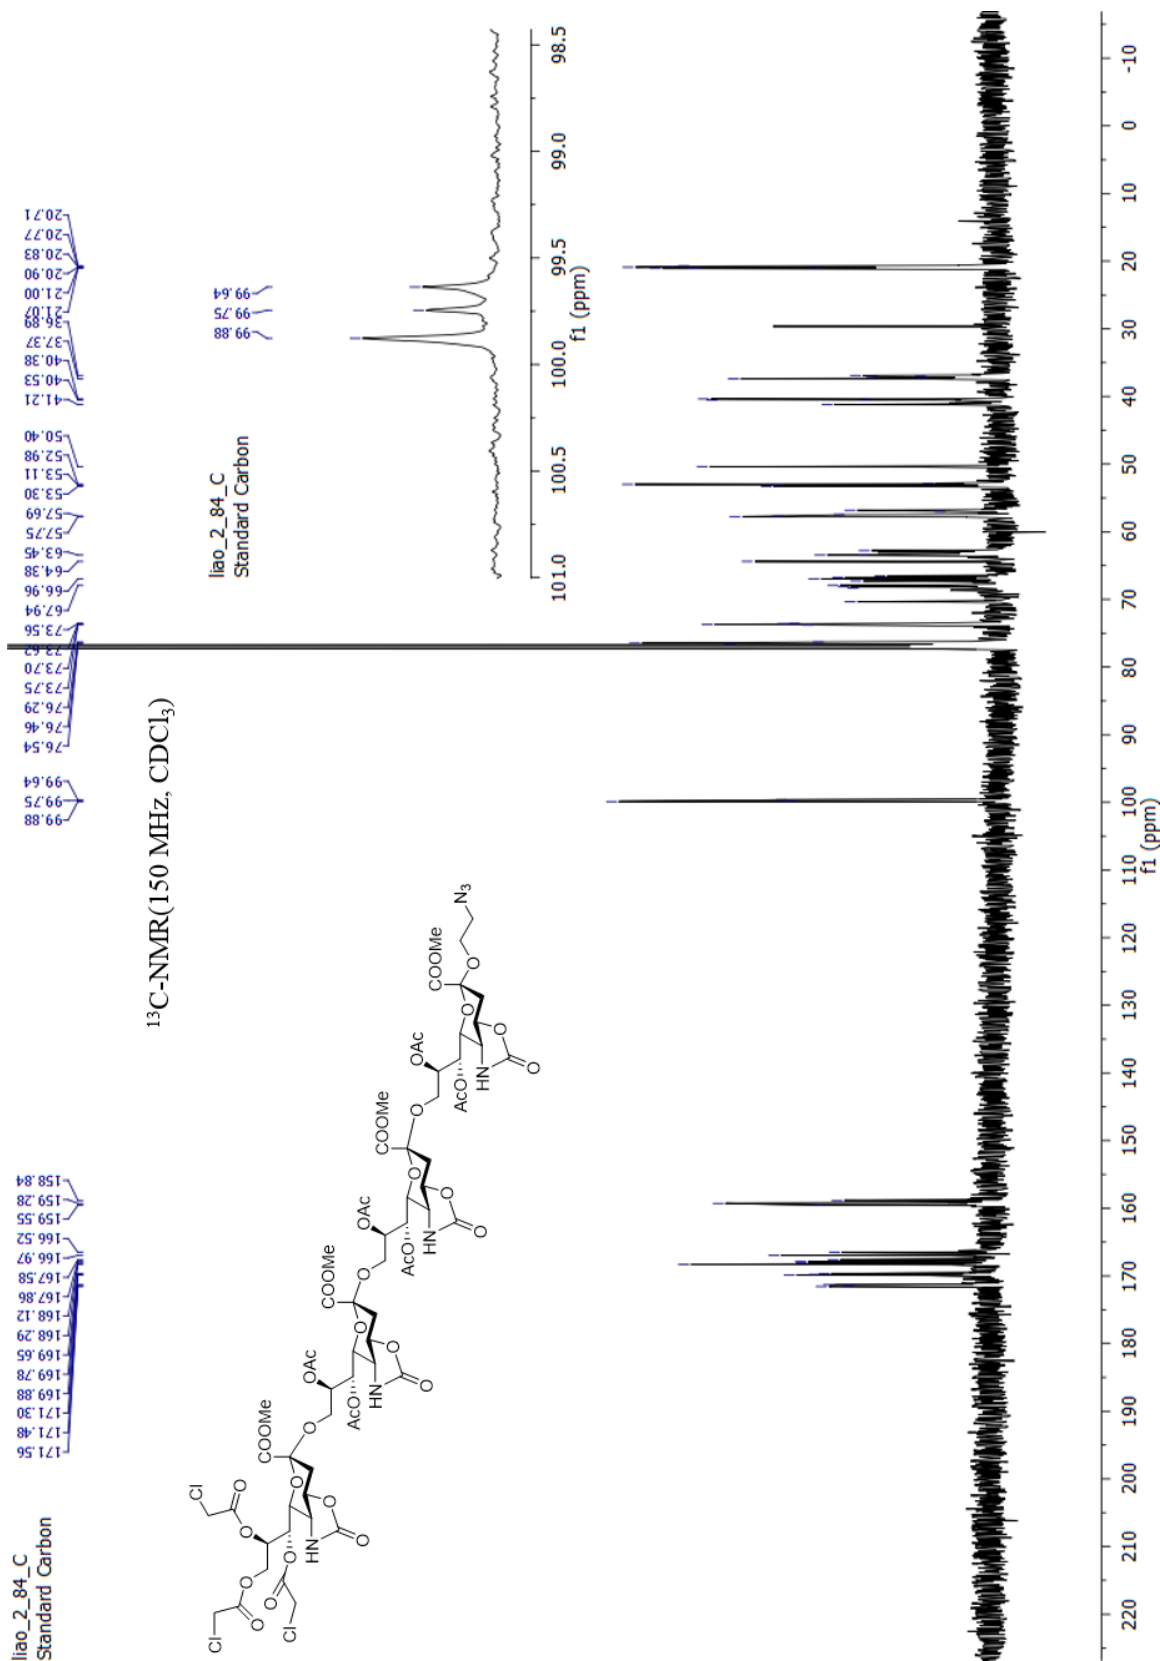 liao_2_84_C
Standard Carbon
171.56
171.48
171.30
169.88
169.78
169.65
168.29
168.12
167.86
167.58
166.97
166.52
159.55
159.28
158.84
99.88
99.75
99.64
76.54
76.46
76.29
73.75
73.70
73.62
73.56
67.94
66.96
64.38
63.45
57.75
57.69
53.30
53.11
52.98
50.40
41.21
40.53
40.38
37.37
36.89
21.07
21.00
20.90
20.83
20.77
20.71
¹³C-NMR(150 MHz, CDCl₃)
liao_2_84_C
Standard Carbon
99.88
99.75
99.64
101.0 100.5 100.0 99.5 99.0 98.5
f1 (ppm)
Cl
O
O
Cl
O
O
Cl
O
O
COOMe
O
O
HN
O
O
OAc
AcO
COOMe
O
O
HN
O
O
OAc
AcO
COOMe
O
O
HN
O
O
OAc
AcO
COOMe
O
O
N₃
HN
O
O
220 210 200 190 180 170 160 150 140 130 120 110 100 90 80 70 60 50 40 30 20 10 0 -10
f1 (ppm)